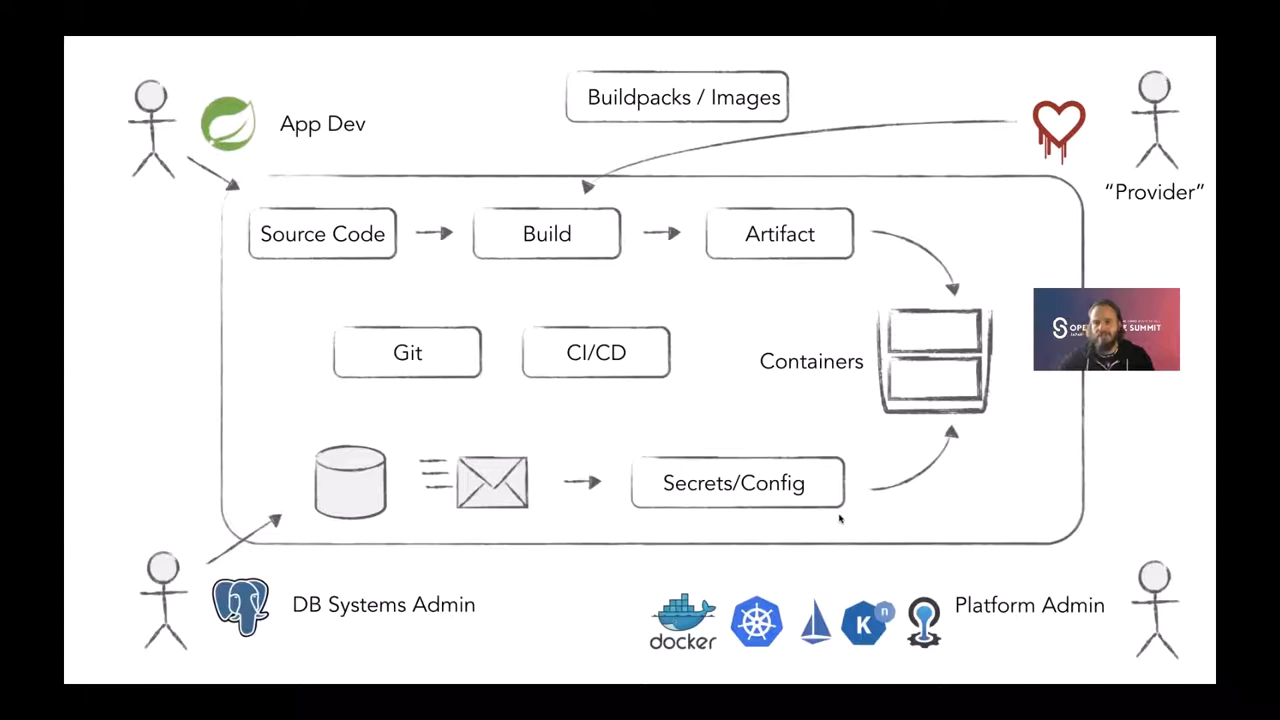 Buildpacks / Images
App Dev
"Provider"
Source Code
Build
Artifact
Git
CI/CD
Containers
Secrets/Config
DB Systems Admin
docker
K
n
Platform Admin
SUMMIT